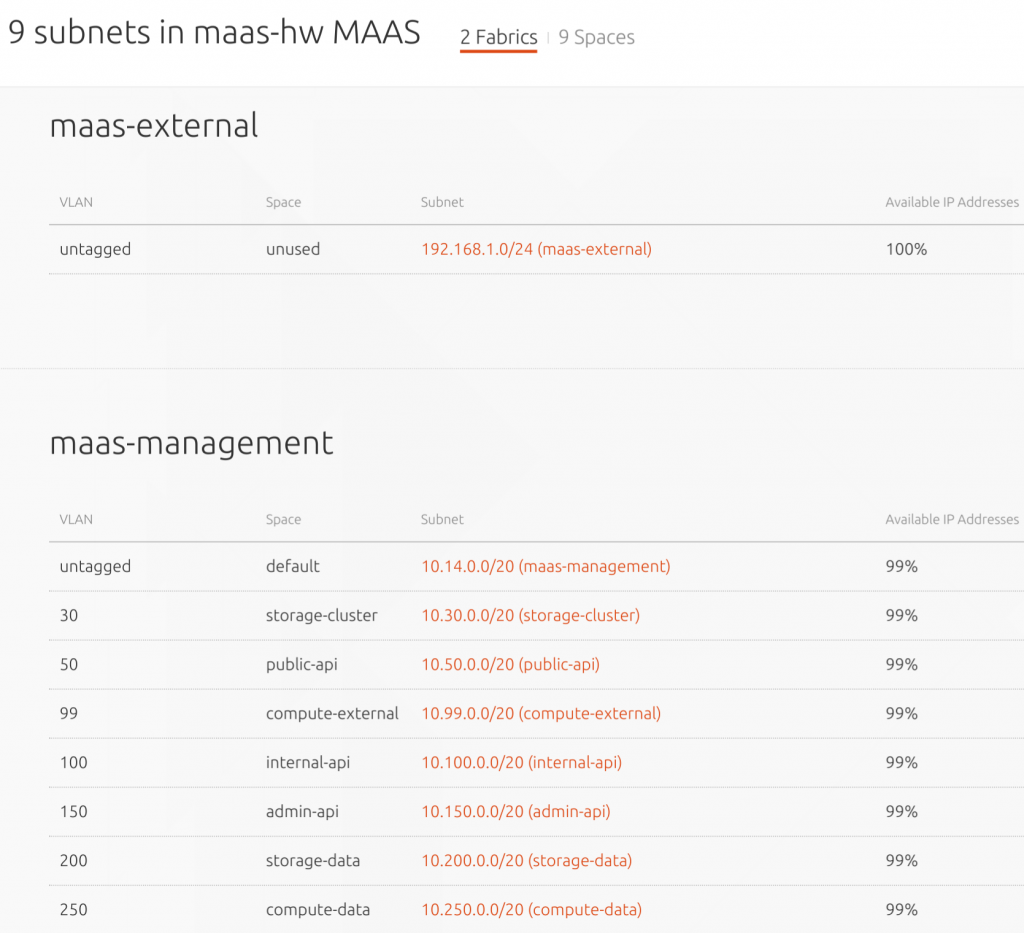 9 subnets in maas-hw MAAS 2 Fabrics | 9 Spaces
maas-external
VLAN Space Subnet Available IP Addresses
untagged unused 192.168.1.0/24 (maas-external) 100%
maas-management
VLAN Space Subnet Available IP Addresses
untagged default 10.14.0.0/20 (maas-management) 99%
30 storage-cluster 10.30.0.0/20 (storage-cluster) 99%
50 public-api 10.50.0.0/20 (public-api) 99%
99 compute-external 10.99.0.0/20 (compute-external) 99%
100 internal-api 10.100.0.0/20 (internal-api) 99%
150 admin-api 10.150.0.0/20 (admin-api) 99%
200 storage-data 10.200.0.0/20 (storage-data) 99%
250 compute-data 10.250.0.0/20 (compute-data) 99%